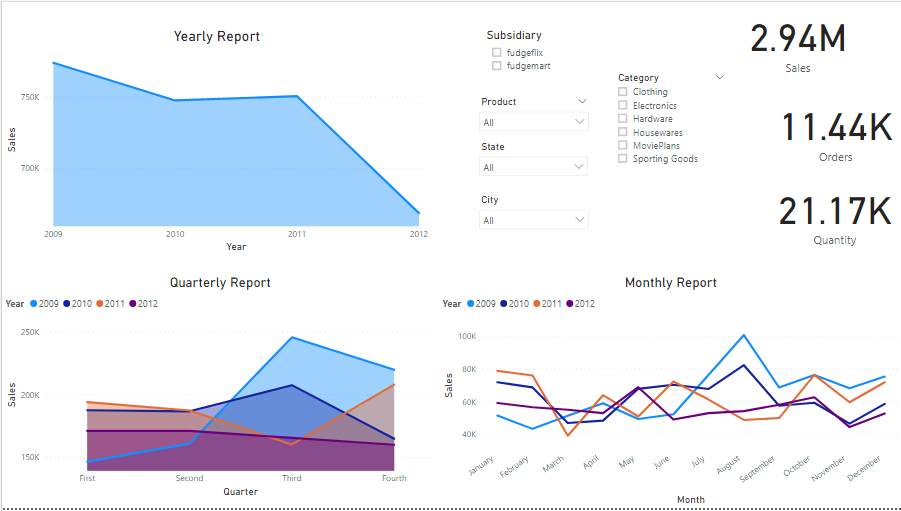 Yearly Report
Sales
750K
700K
2009 2010 2011 2012
Year
Subsidiary
fudgeflix
fudgemart
Product
All
State
All
City
All
Category
Clothing
Electronics
Hardware
Housewares
MoviePlans
Sporting Goods
2.94M
Sales
11.44K
Orders
21.17K
Quantity
Quarterly Report
Year 2009 2010 2011 2012
Sales
250K
200K
150K
First Second Third Fourth
Quarter
Monthly Report
Year 2009 2010 2011 2012
Sales
100K
80K
60K
40K
January February March April May June July August September October November December
Month